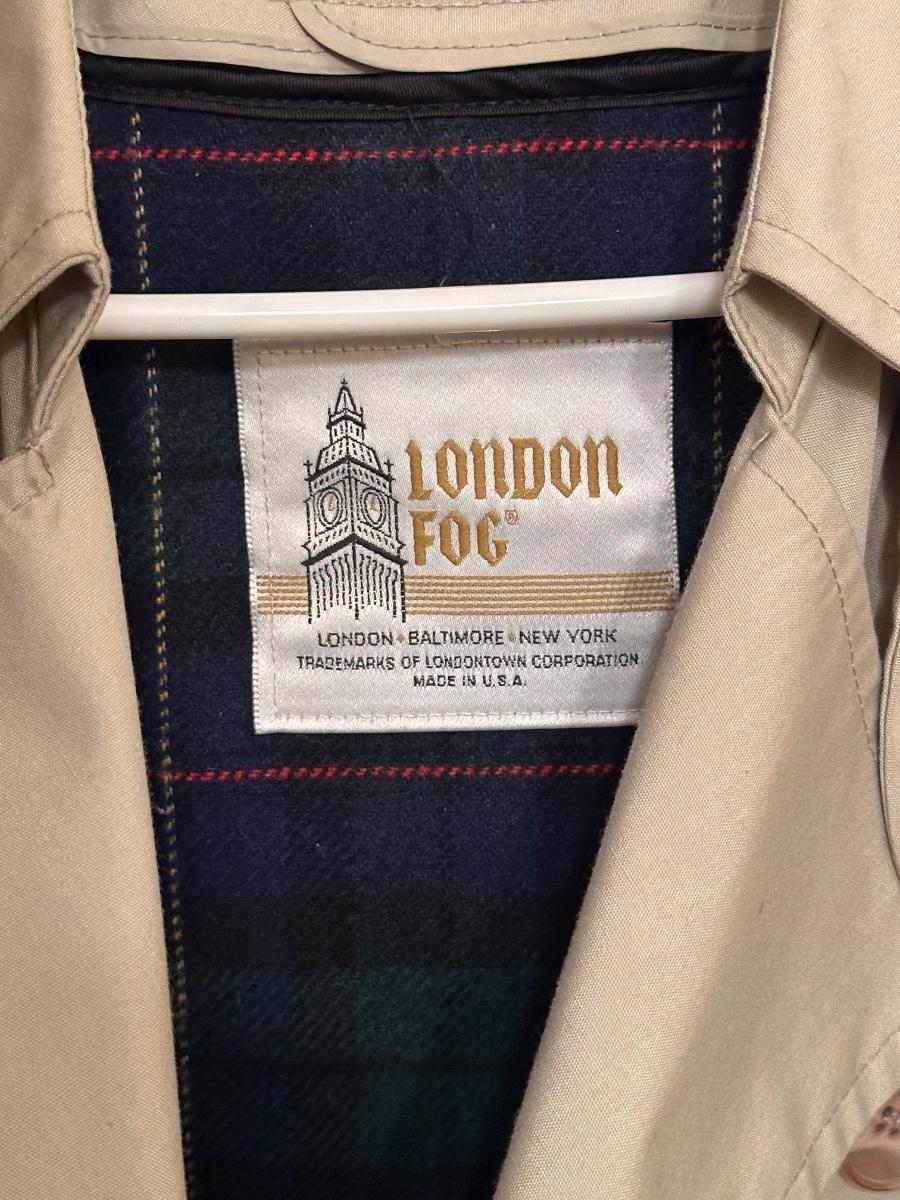 LONDON
FOG®
LONDON•BALTIMORE•NEW YORK
TRADEMARKS OF LONDONTOWN CORPORATION
MADE IN U.S.A.